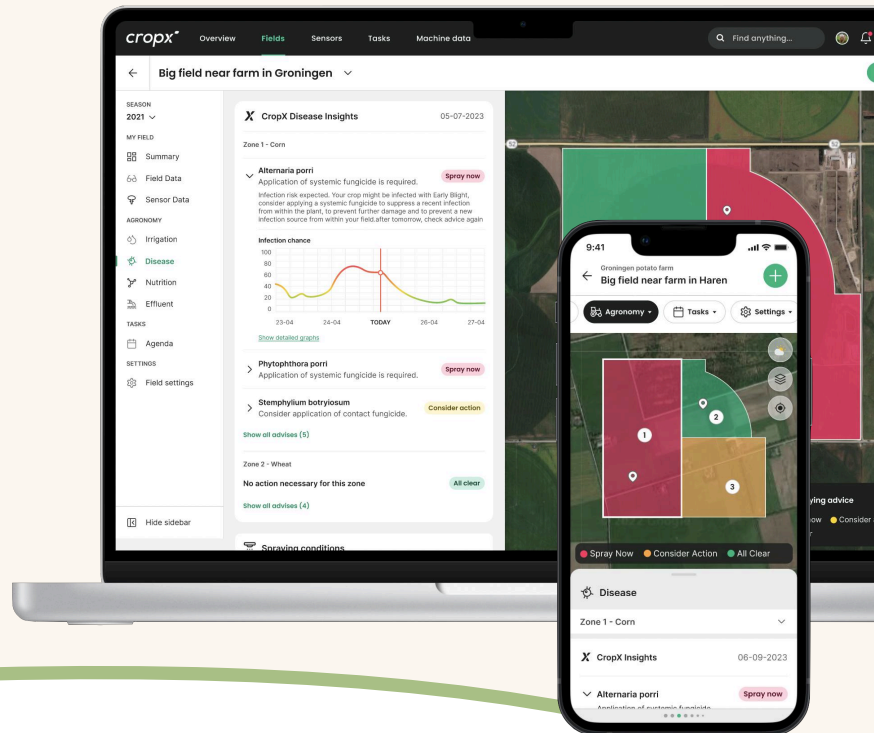 cropx
Overview
Fields
Sensors
Tasks
Machine data
Find anything...
Big field near farm in Groningen
SEASON
2021
MY FIELD
Summary
Field Data
Sensor Data
AGRONOMY
Irrigation
Disease
Nutrition
Effluent
TASKS
Agenda
SETTINGS
Field settings
Hide sidebar
X CropX Disease Insights
05-07-2023
Zone 1 - Corn
Alternaria porri
Application of systemic fungicide is required.
Spray now
Infection risk expected. Your crop might be infected with Early Blight,
consider applying a systemic fungicide to suppress a recent infection
from within the plant, to prevent further damage and to prevent a new
infection source from within your field.after tomorrow, check advice again
Infection chance
100
80
60
40
20
0
23-04
24-04
TODAY
26-04
27-04
Show detailed graphs
Phytophthora porri
Application of systemic fungicide is required.
Spray now
Stemphylium botryiosum
Consider application of contact fungicide.
Consider action
Show all advises (5)
Zone 2 - Wheat
No action necessary for this zone
All clear
Show all advises (4)
Spraying conditions
52
52
ying advice
ow
Consider
r
9:41
Groningen potato farm
Big field near farm in Haren
Agronomy
Tasks
Settings
1
2
3
Spray Now
Consider Action
All Clear
Disease
Zone 1 - Corn
X CropX Insights
06-09-2023
Alternaria porri
Spray now
Application of systemic fungicide